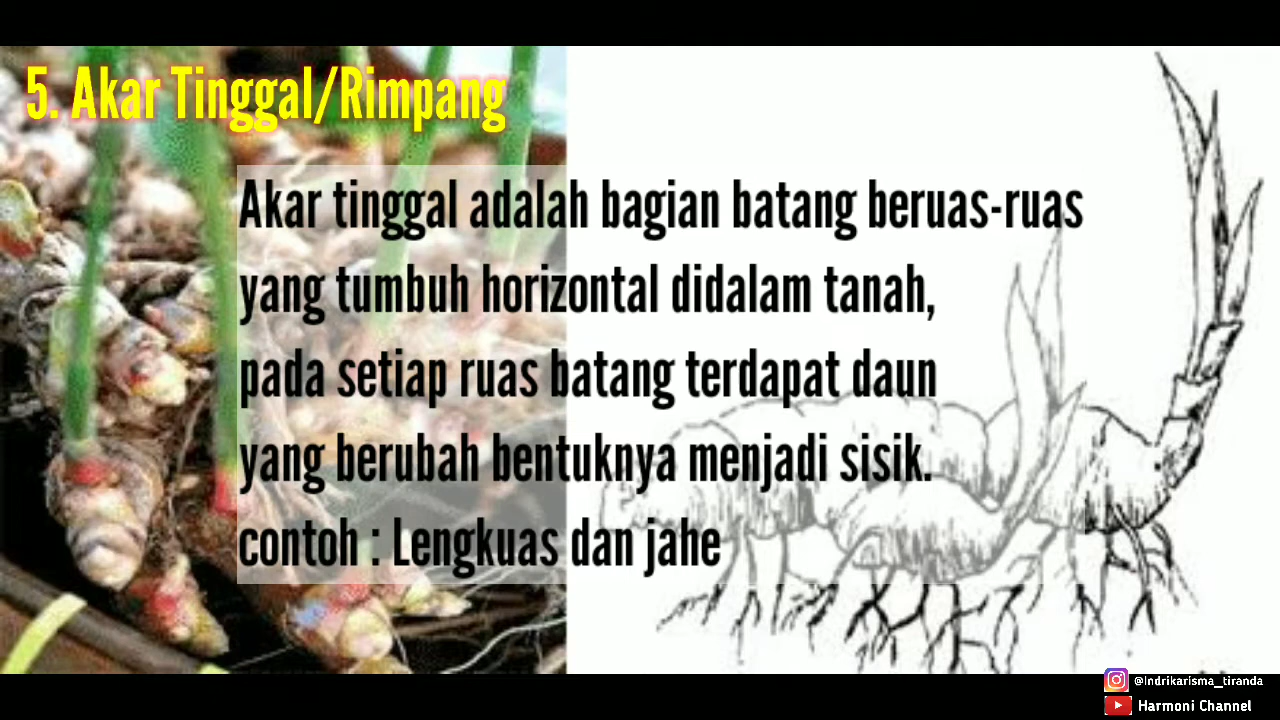 5. Akar Tinggal/Rimpang
Akar tinggal adalah bagian batang beruas-ruas
yang tumbuh horizontal didalam tanah,
pada setiap ruas batang terdapat daun
yang berubah bentuknya menjadi sisik.
contoh : Lengkuas dan jahe
@Indrikarisma_tiranda
Harmoni Channel